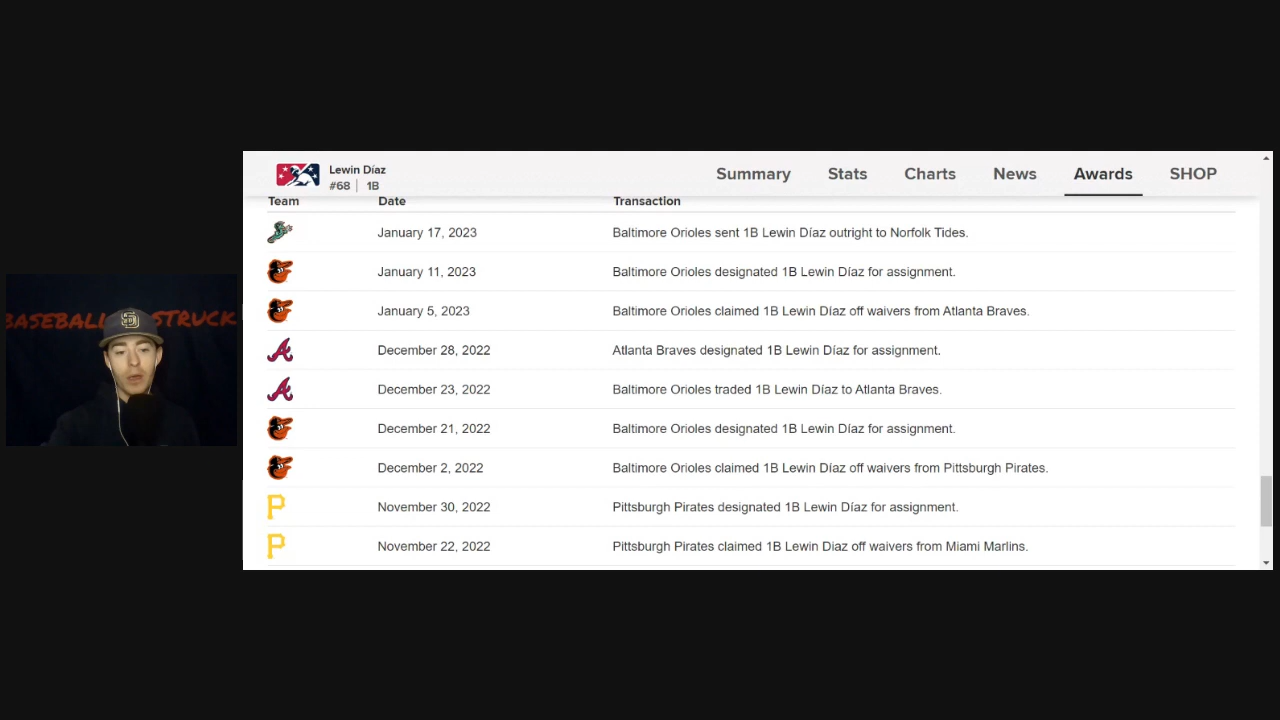 BASEBALL STRUCK
SD
Lewin Díaz
#68 | 1B
Summary Stats Charts News Awards SHOP
Team Date Transaction
January 17, 2023 Baltimore Orioles sent 1B Lewin Díaz outright to Norfolk Tides.
January 11, 2023 Baltimore Orioles designated 1B Lewin Díaz for assignment.
January 5, 2023 Baltimore Orioles claimed 1B Lewin Díaz off waivers from Atlanta Braves.
A December 28, 2022 Atlanta Braves designated 1B Lewin Díaz for assignment.
A December 23, 2022 Baltimore Orioles traded 1B Lewin Díaz to Atlanta Braves.
December 21, 2022 Baltimore Orioles designated 1B Lewin Díaz for assignment.
December 2, 2022 Baltimore Orioles claimed 1B Lewin Díaz off waivers from Pittsburgh Pirates.
P November 30, 2022 Pittsburgh Pirates designated 1B Lewin Díaz for assignment.
P November 22, 2022 Pittsburgh Pirates claimed 1B Lewin Diaz off waivers from Miami Marlins.